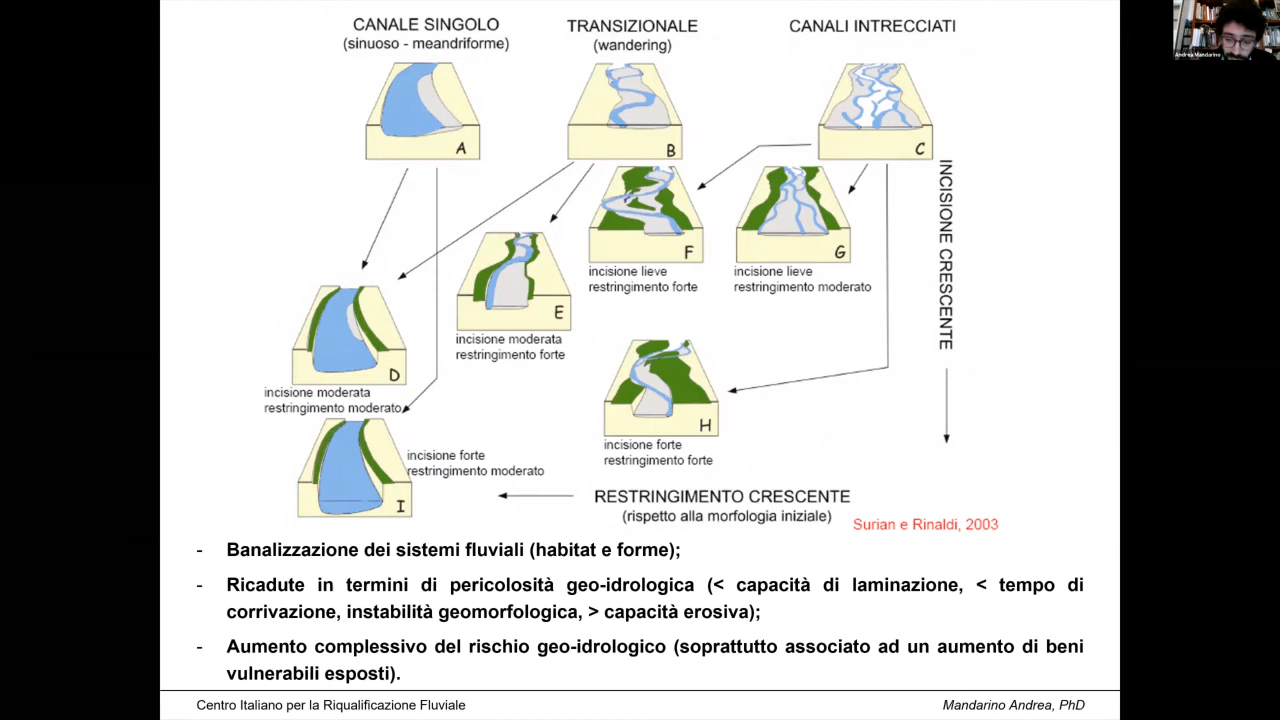 CANALE SINGOLO
(sinuoso - meandriforme)
TRANSIZIONALE
(wandering)
CANALI INTRECCIATI
Andrea Mandarino
A
B
C
INCISIONE CRESCENTE
F
incisione lieve
restringimento forte
G
incisione lieve
restringimento moderato
E
incisione moderata
restringimento forte
D
incisione moderata
restringimento moderato
H
incisione forte
restringimento forte
I
incisione forte
restringimento moderato
RESTRINGIMENTO CRESCENTE
(rispetto alla morfologia iniziale)
Surian e Rinaldi, 2003
- Banalizzazione dei sistemi fluviali (habitat e forme);
- Ricadute in termini di pericolosità geo-idrologica (< capacità di laminazione, < tempo di
corrivazione, instabilità geomorfologica, > capacità erosiva);
- Aumento complessivo del rischio geo-idrologico (soprattutto associato ad un aumento di beni
vulnerabili esposti).
Centro Italiano per la Riqualificazione Fluviale
Mandarino Andrea, PhD